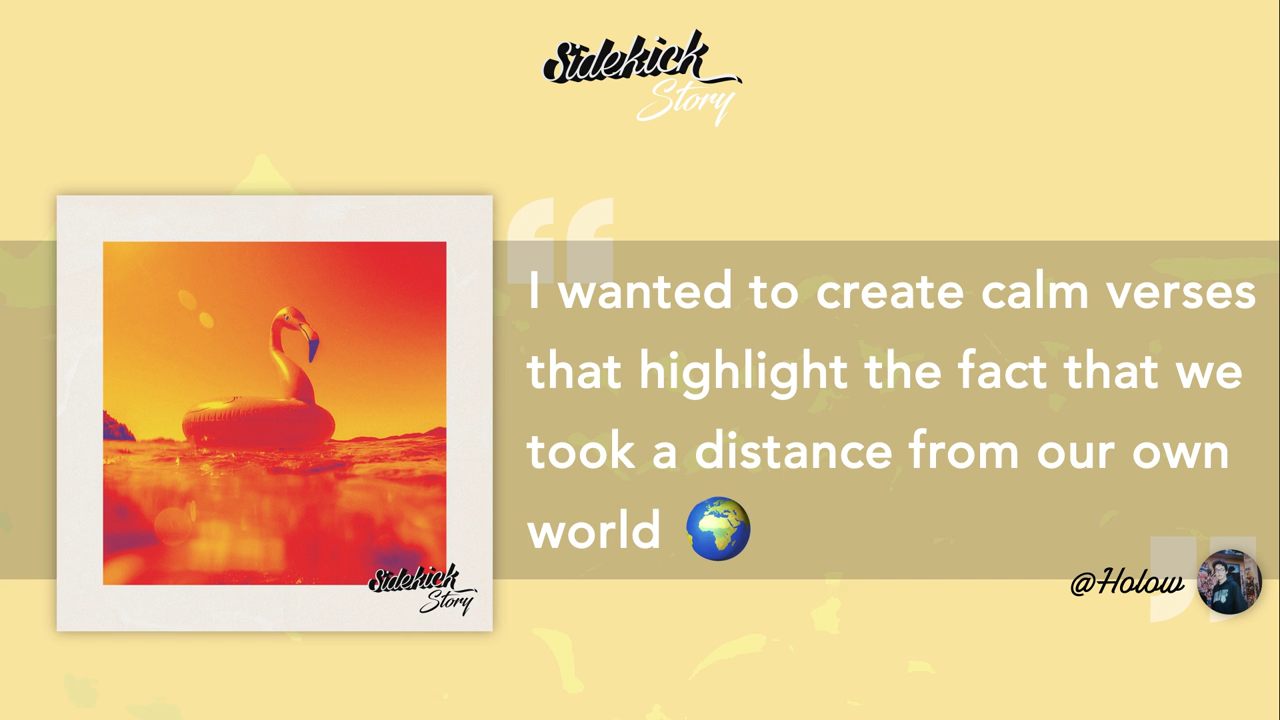 Sidekick
Story
I wanted to create calm verses
that highlight the fact that we
took a distance from our own
world 🌍
Sidekick
Story
@Holow